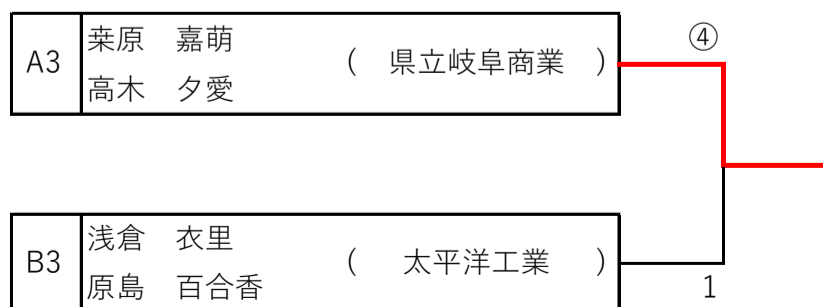 ④
A3 桒原 嘉萌 ( 県立岐阜商業 )
高木 夕愛
B3 浅倉 衣里 ( 太平洋工業 )
原島 百合香
1